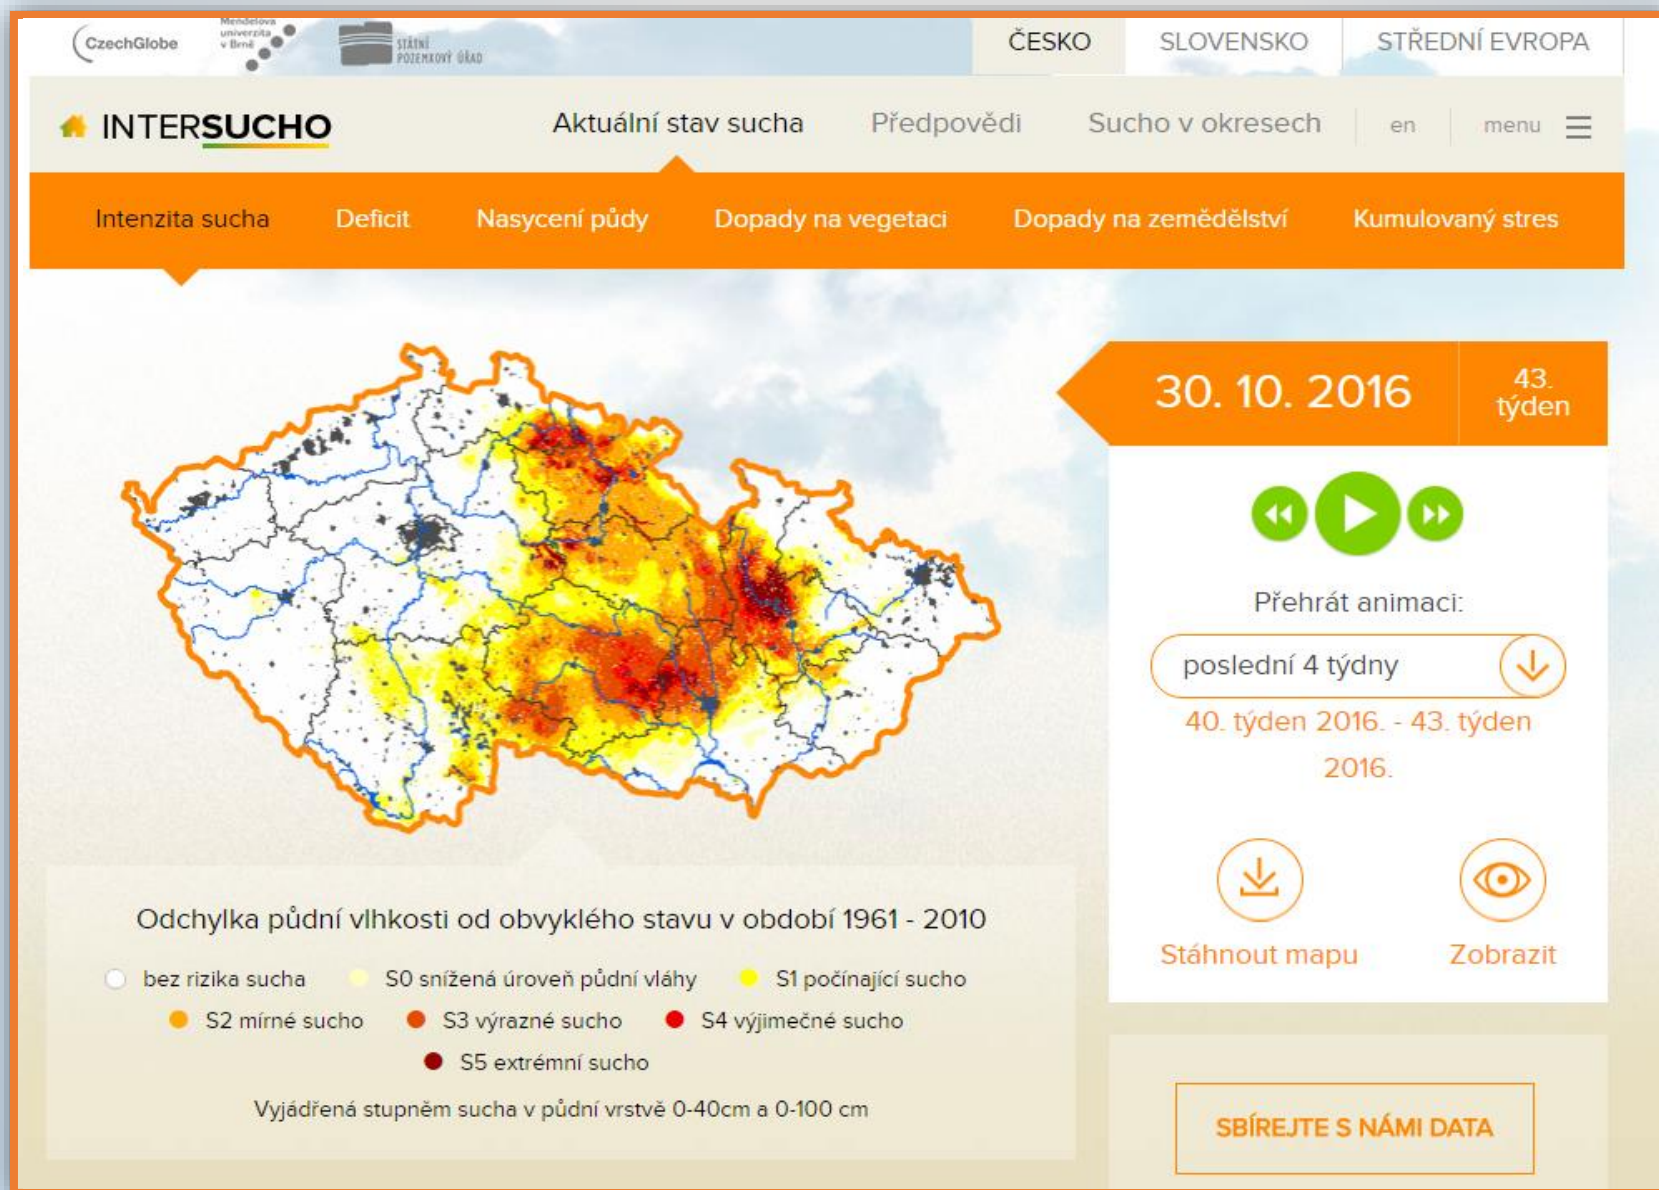 CzechGlobe
Mendelova
univerzita
v Brně
STÁTNÍ
POZEMKOVÝ ÚŘAD
ČESKO
SLOVENSKO
STŘEDNÍ EVROPA
INTERSUCHO
Aktuální stav sucha
Předpovědi
Sucho v okresech
en
menu
Intenzita sucha
Deficit
Nasycení půdy
Dopady na vegetaci
Dopady na zemědělství
Kumulovaný stres
30. 10. 2016
43.
týden
Přehrát animaci:
poslední 4 týdny
40. týden 2016. - 43. týden
2016.
Stáhnout mapu
Zobrazit
Odchylka půdní vlhkosti od obvyklého stavu v období 1961 - 2010
bez rizika sucha
S0 snížená úroveň půdní vláhy
S1 počínající sucho
S2 mírné sucho
S3 výrazné sucho
S4 výjimečné sucho
S5 extrémní sucho
Vyjádřená stupněm sucha v půdní vrstvě 0-40cm a 0-100 cm
SBÍREJTE S NÁMI DATA